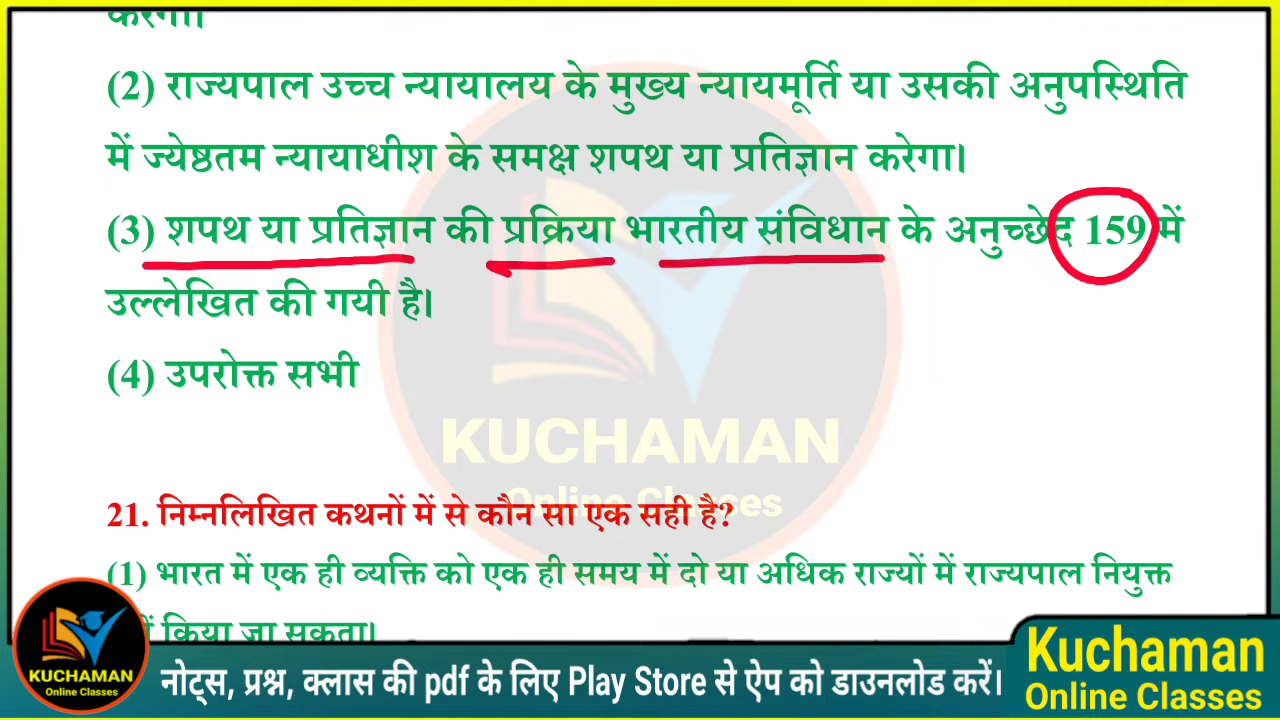 करेगा।
(2) राज्यपाल उच्च न्यायालय के मुख्य न्यायमूर्ति या उसकी अनुपस्थिति
में ज्येष्ठतम न्यायाधीश के समक्ष शपथ या प्रतिज्ञान करेगा।
(3) शपथ या प्रतिज्ञान की प्रक्रिया भारतीय संविधान के अनुच्छेद 159 में
उल्लेखित की गयी है।
(4) उपरोक्त सभी
KUCHAMAN
Online Classes
21. निम्नलिखित कथनों में से कौन सा एक सही है?
(1) भारत में एक ही व्यक्ति को एक ही समय में दो या अधिक राज्यों में राज्यपाल नियुक्त
किया जा सकता।
KUCHAMAN
Online Classes
नोट्स, प्रश्न, क्लास की pdf के लिए Play Store से ऐप को डाउनलोड करें।
Kuchaman
Online Classes